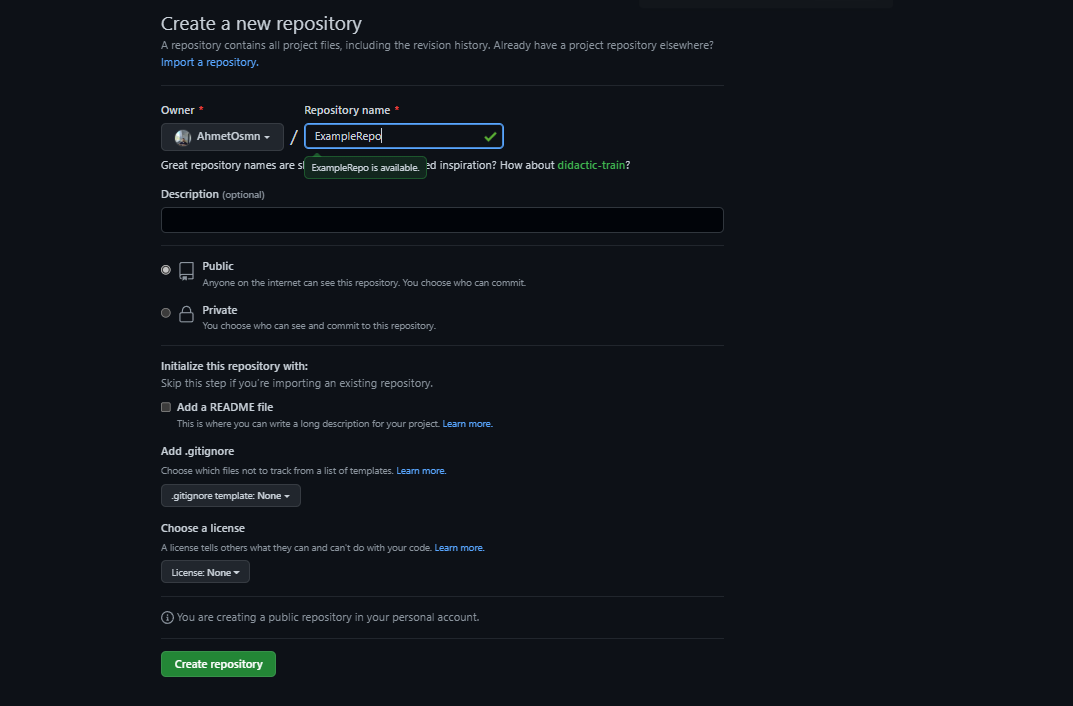 Create a new repository
A repository contains all project files, including the revision history. Already have a project repository elsewhere?
Import a repository.
Owner * Repository name *
AhmetOsmn / ExampleRepo
Great repository names are s ExampleRepo is available. ed inspiration? How about didactic-train?
Description (optional)
Public
Anyone on the internet can see this repository. You choose who can commit.
Private
You choose who can see and commit to this repository.
Initialize this repository with:
Skip this step if you're importing an existing repository.
Add a README file
This is where you can write a long description for your project. Learn more.
Add .gitignore
Choose which files not to track from a list of templates. Learn more.
.gitignore template: None
Choose a license
A license tells others what they can and can't do with your code. Learn more.
License: None
You are creating a public repository in your personal account.
Create repository